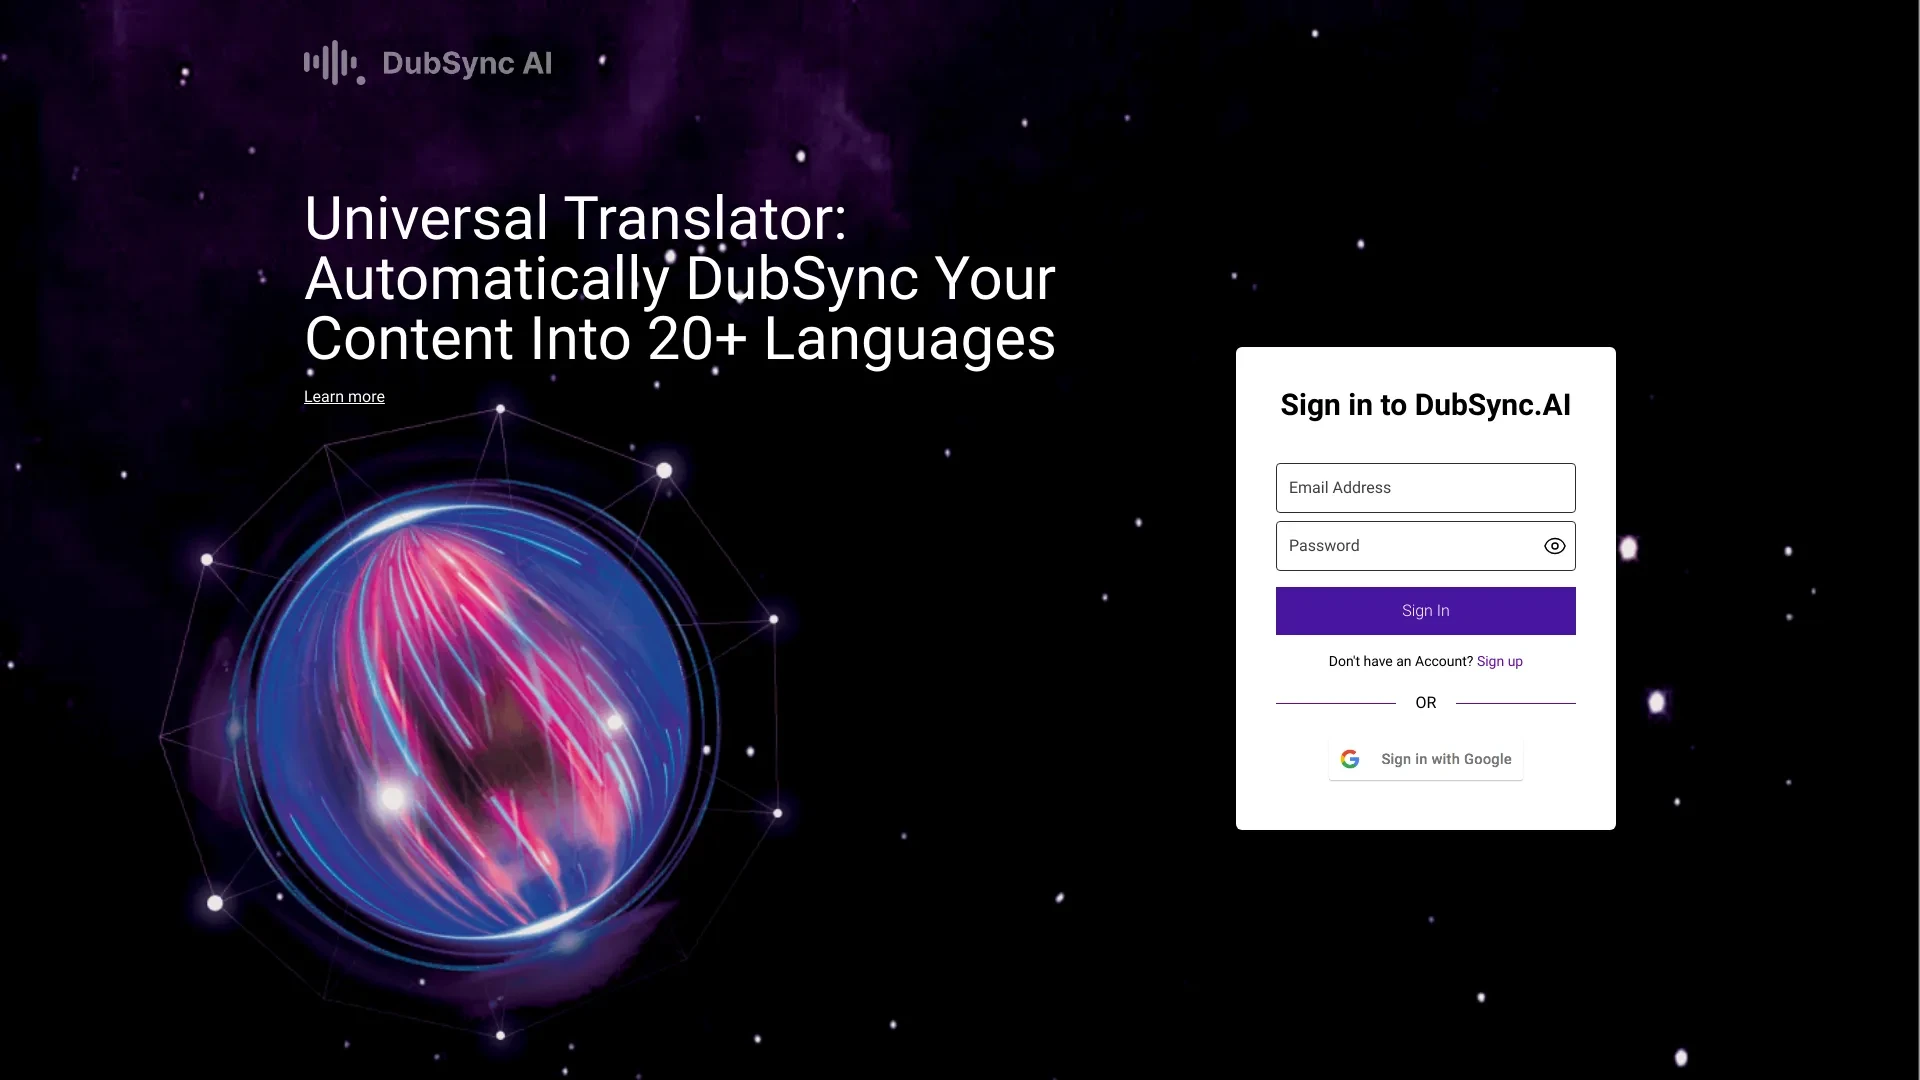 DubSync AI
Universal Translator:
Automatically DubSync Your
Content Into 20+ Languages
Learn more
Sign in to DubSync.AI
Email Address
Password
Sign In
Don't have an Account? Sign up
OR
Sign in with Google